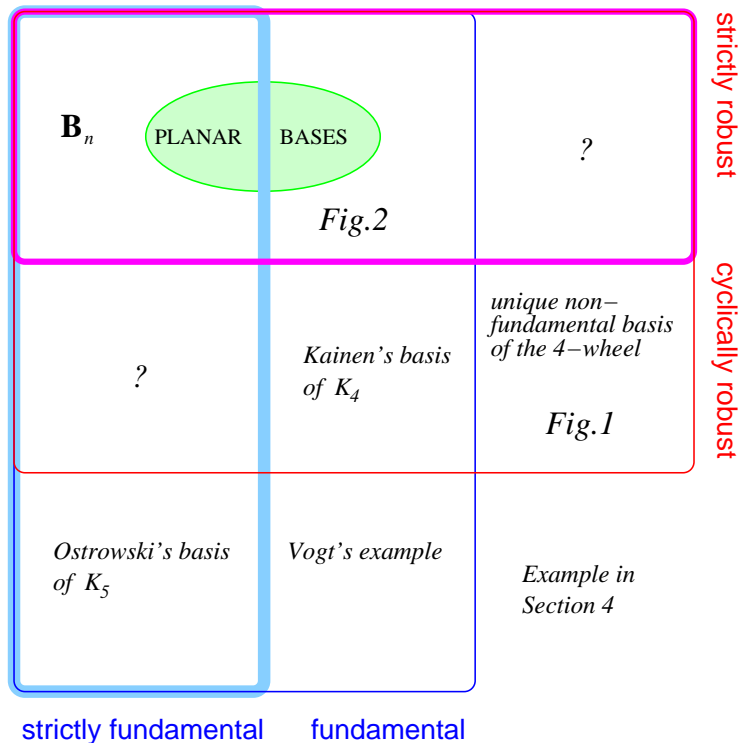 strictly robust
B_n
PLANAR BASES
?
Fig.2
cyclically robust
unique non−
fundamental basis
of the 4−wheel
Kainen's basis
of K_4
?
Fig.1
Ostrowski's basis
of K_5
Vogt's example
Example in
Section 4
strictly fundamental fundamental